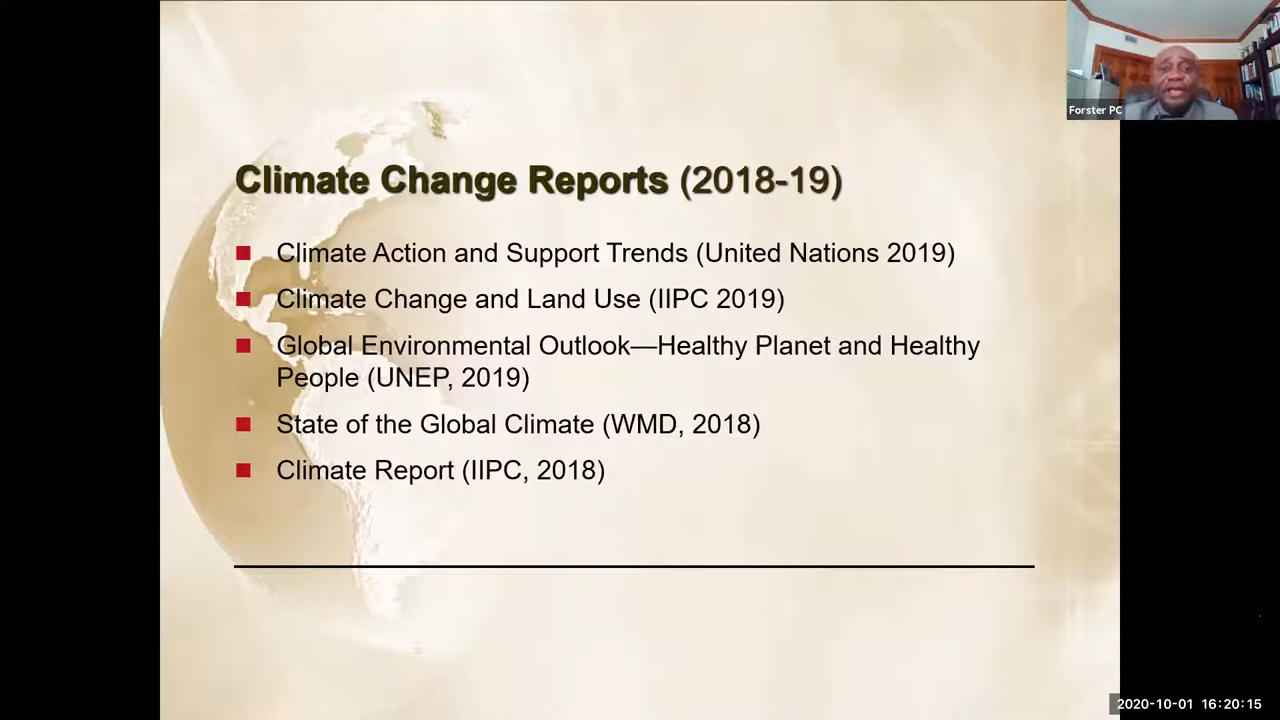 Forster PC
Climate Change Reports (2018-19)
Climate Action and Support Trends (United Nations 2019)
Climate Change and Land Use (IIPC 2019)
Global Environmental Outlook—Healthy Planet and Healthy
People (UNEP, 2019)
State of the Global Climate (WMD, 2018)
Climate Report (IIPC, 2018)
2020-10-01 16:20:15